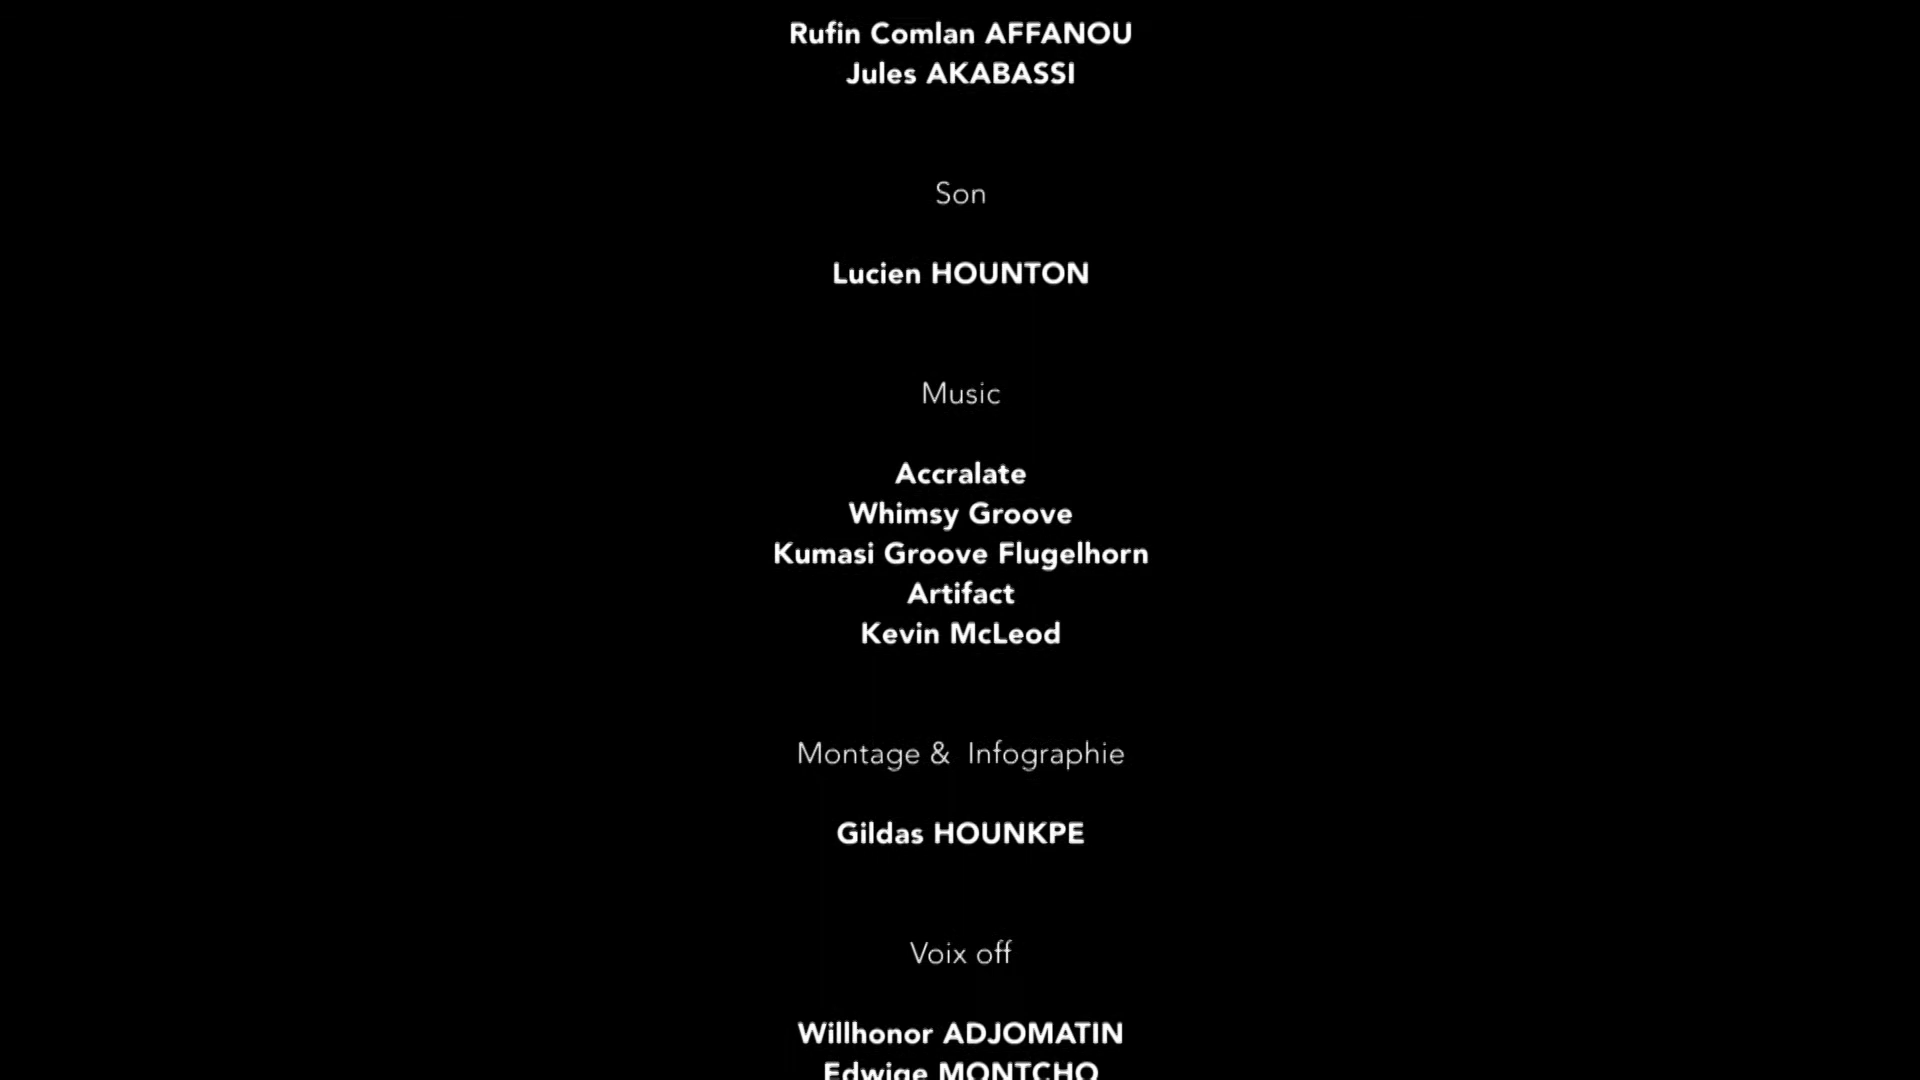 Rufin Comlan AFFANOU
Jules AKABASSI
Son
Lucien HOUNTON
Music
Accralate
Whimsy Groove
Kumasi Groove Flugelhorn
Artifact
Kevin McLeod
Montage & Infographie
Gildas HOUNKPE
Voix off
Willhonor ADJOMATIN
Edwige MONTCHO